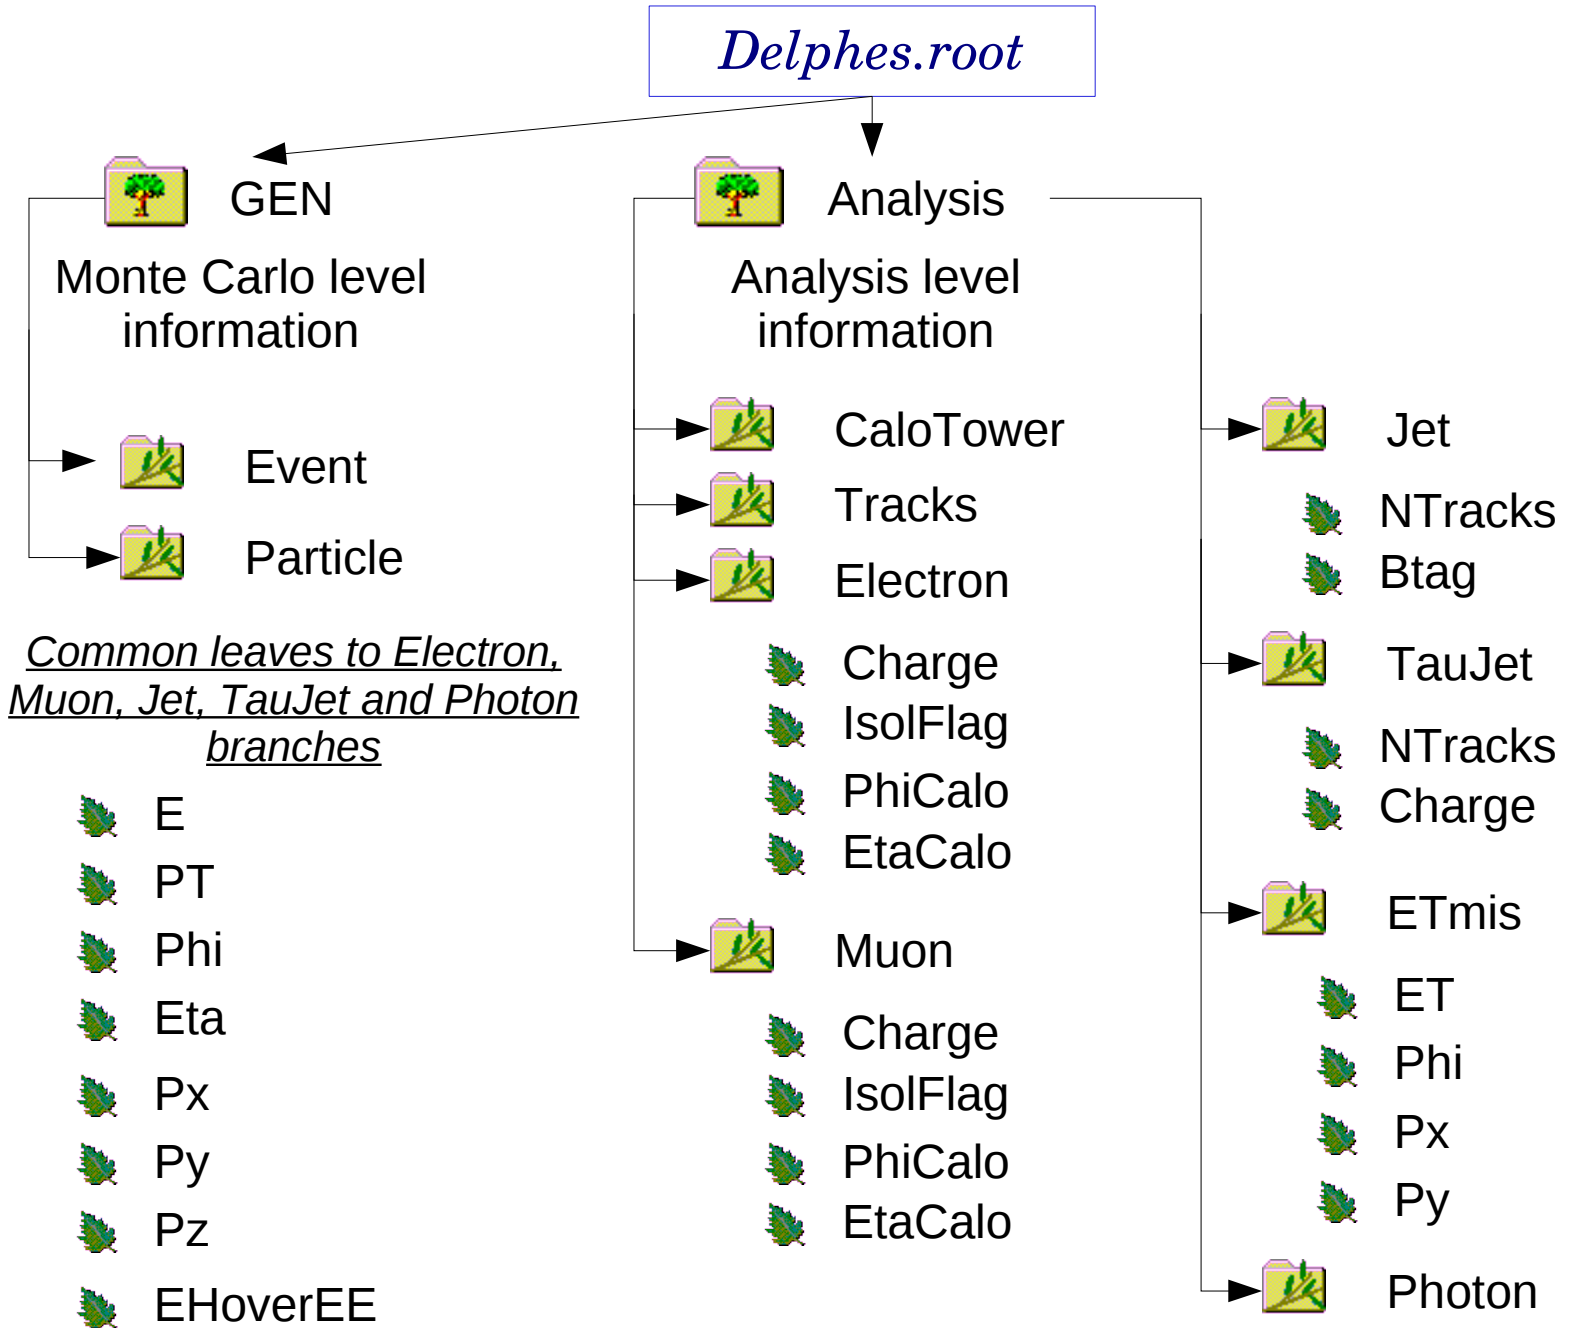 Delphes.root
GEN
Monte Carlo level
information
Event
Particle
Common leaves to Electron,
Muon, Jet, TauJet and Photon
branches
E
PT
Phi
Eta
Px
Py
Pz
EHoverEE
Analysis
Analysis level
information
CaloTower
Tracks
Electron
Charge
IsolFlag
PhiCalo
EtaCalo
Muon
Charge
IsolFlag
PhiCalo
EtaCalo
Jet
NTracks
Btag
TauJet
NTracks
Charge
ETmis
ET
Phi
Px
Py
Photon